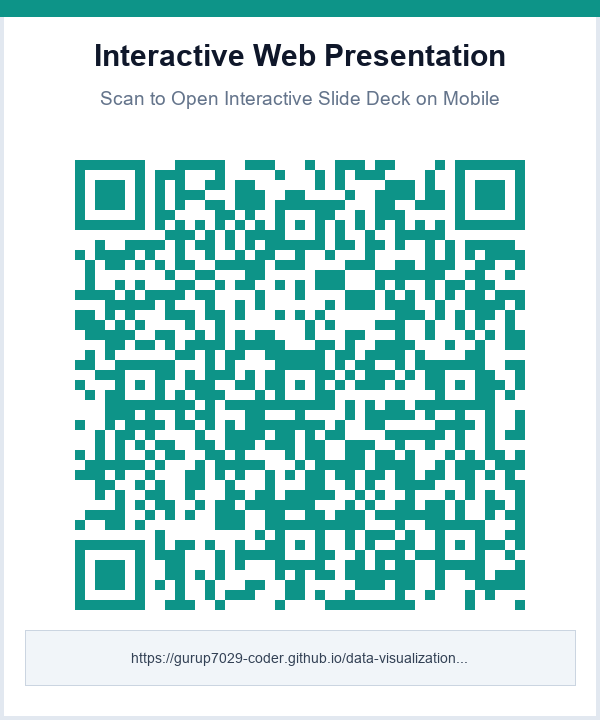 Interactive Web Presentation
Scan to Open Interactive Slide Deck on Mobile
https://gurup7029-coder.github.io/data-visualization...